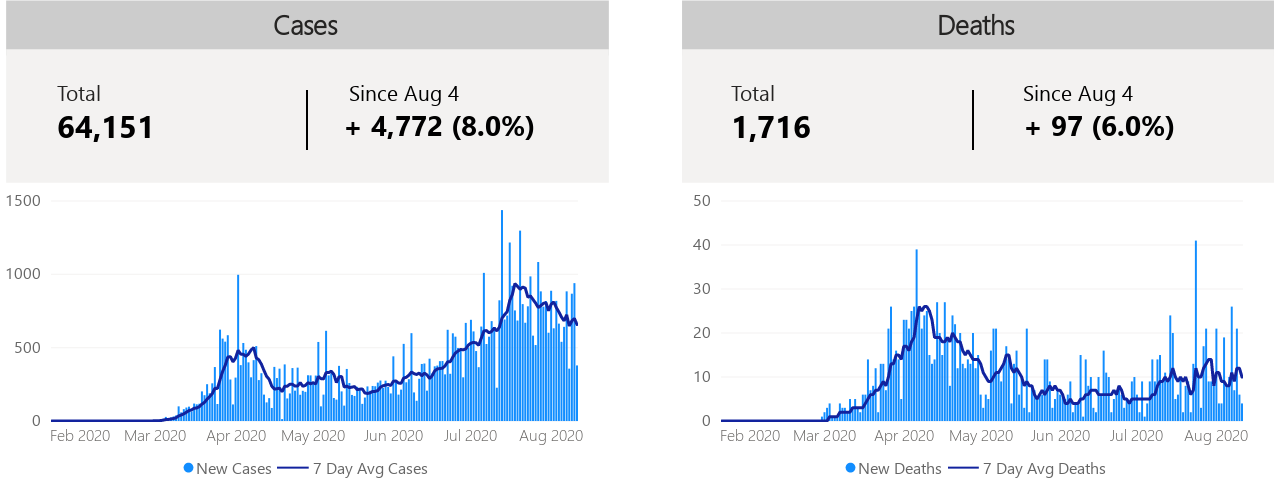 Cases
Total
64,151
Since Aug 4
+ 4,772 (8.0%)
1500
1000
500
0
Feb 2020 Mar 2020 Apr 2020 May 2020 Jun 2020 Jul 2020 Aug 2020
New Cases 7 Day Avg Cases
Deaths
Total
1,716
Since Aug 4
+ 97 (6.0%)
50
40
30
20
10
0
Feb 2020 Mar 2020 Apr 2020 May 2020 Jun 2020 Jul 2020 Aug 2020
New Deaths 7 Day Avg Deaths